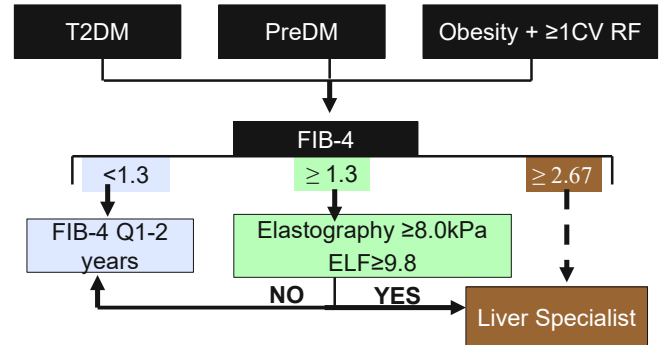 T2DM
PreDM
Obesity + ≥1CV RF
FIB-4
<1.3
≥ 1.3
≥ 2.67
FIB-4 Q1-2
years
Elastography ≥8.0kPa
ELF≥9.8
NO
YES
Liver Specialist